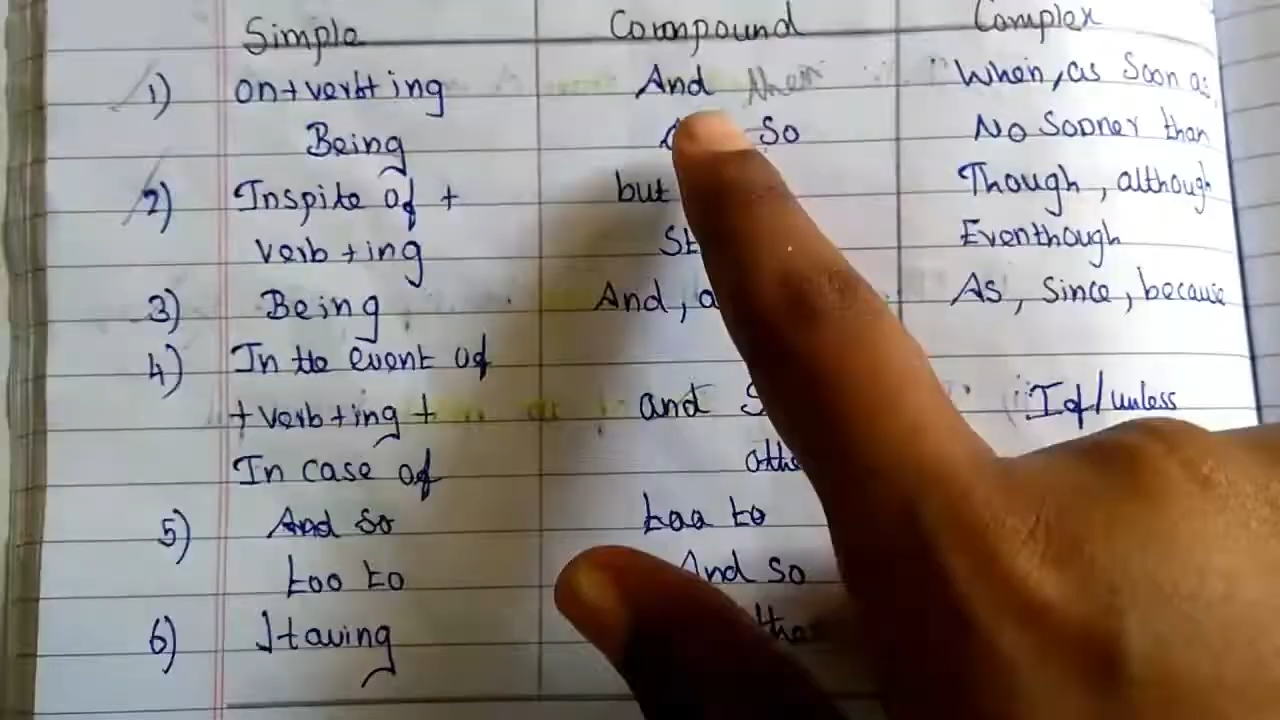 Simple Compound Complex
1) on+verb+ing And then When, as soon as,
Being So No Sooner than
2) Inspite of + but Though, although
verb+ing Eventhough
3) Being And, As, Since, because
4) In the event of
+verb+ing+ and If/unless
In case of
5) And so too to
too to And so
6) Having